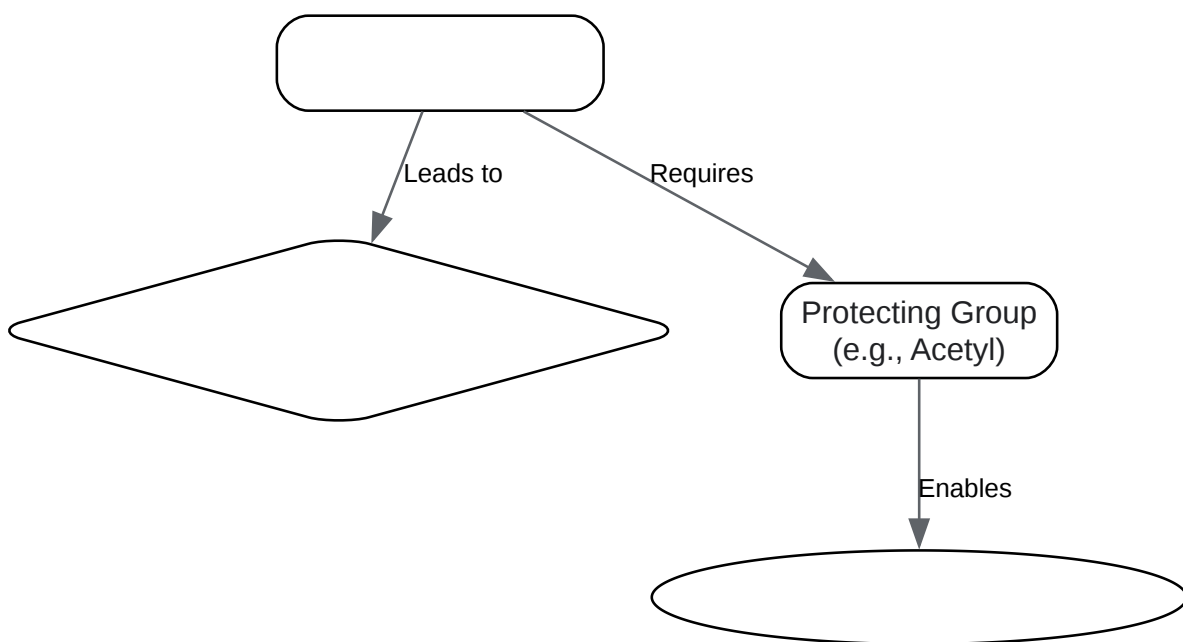 Leads to
Requires
Protecting Group
(e.g., Acetyl)
Enables